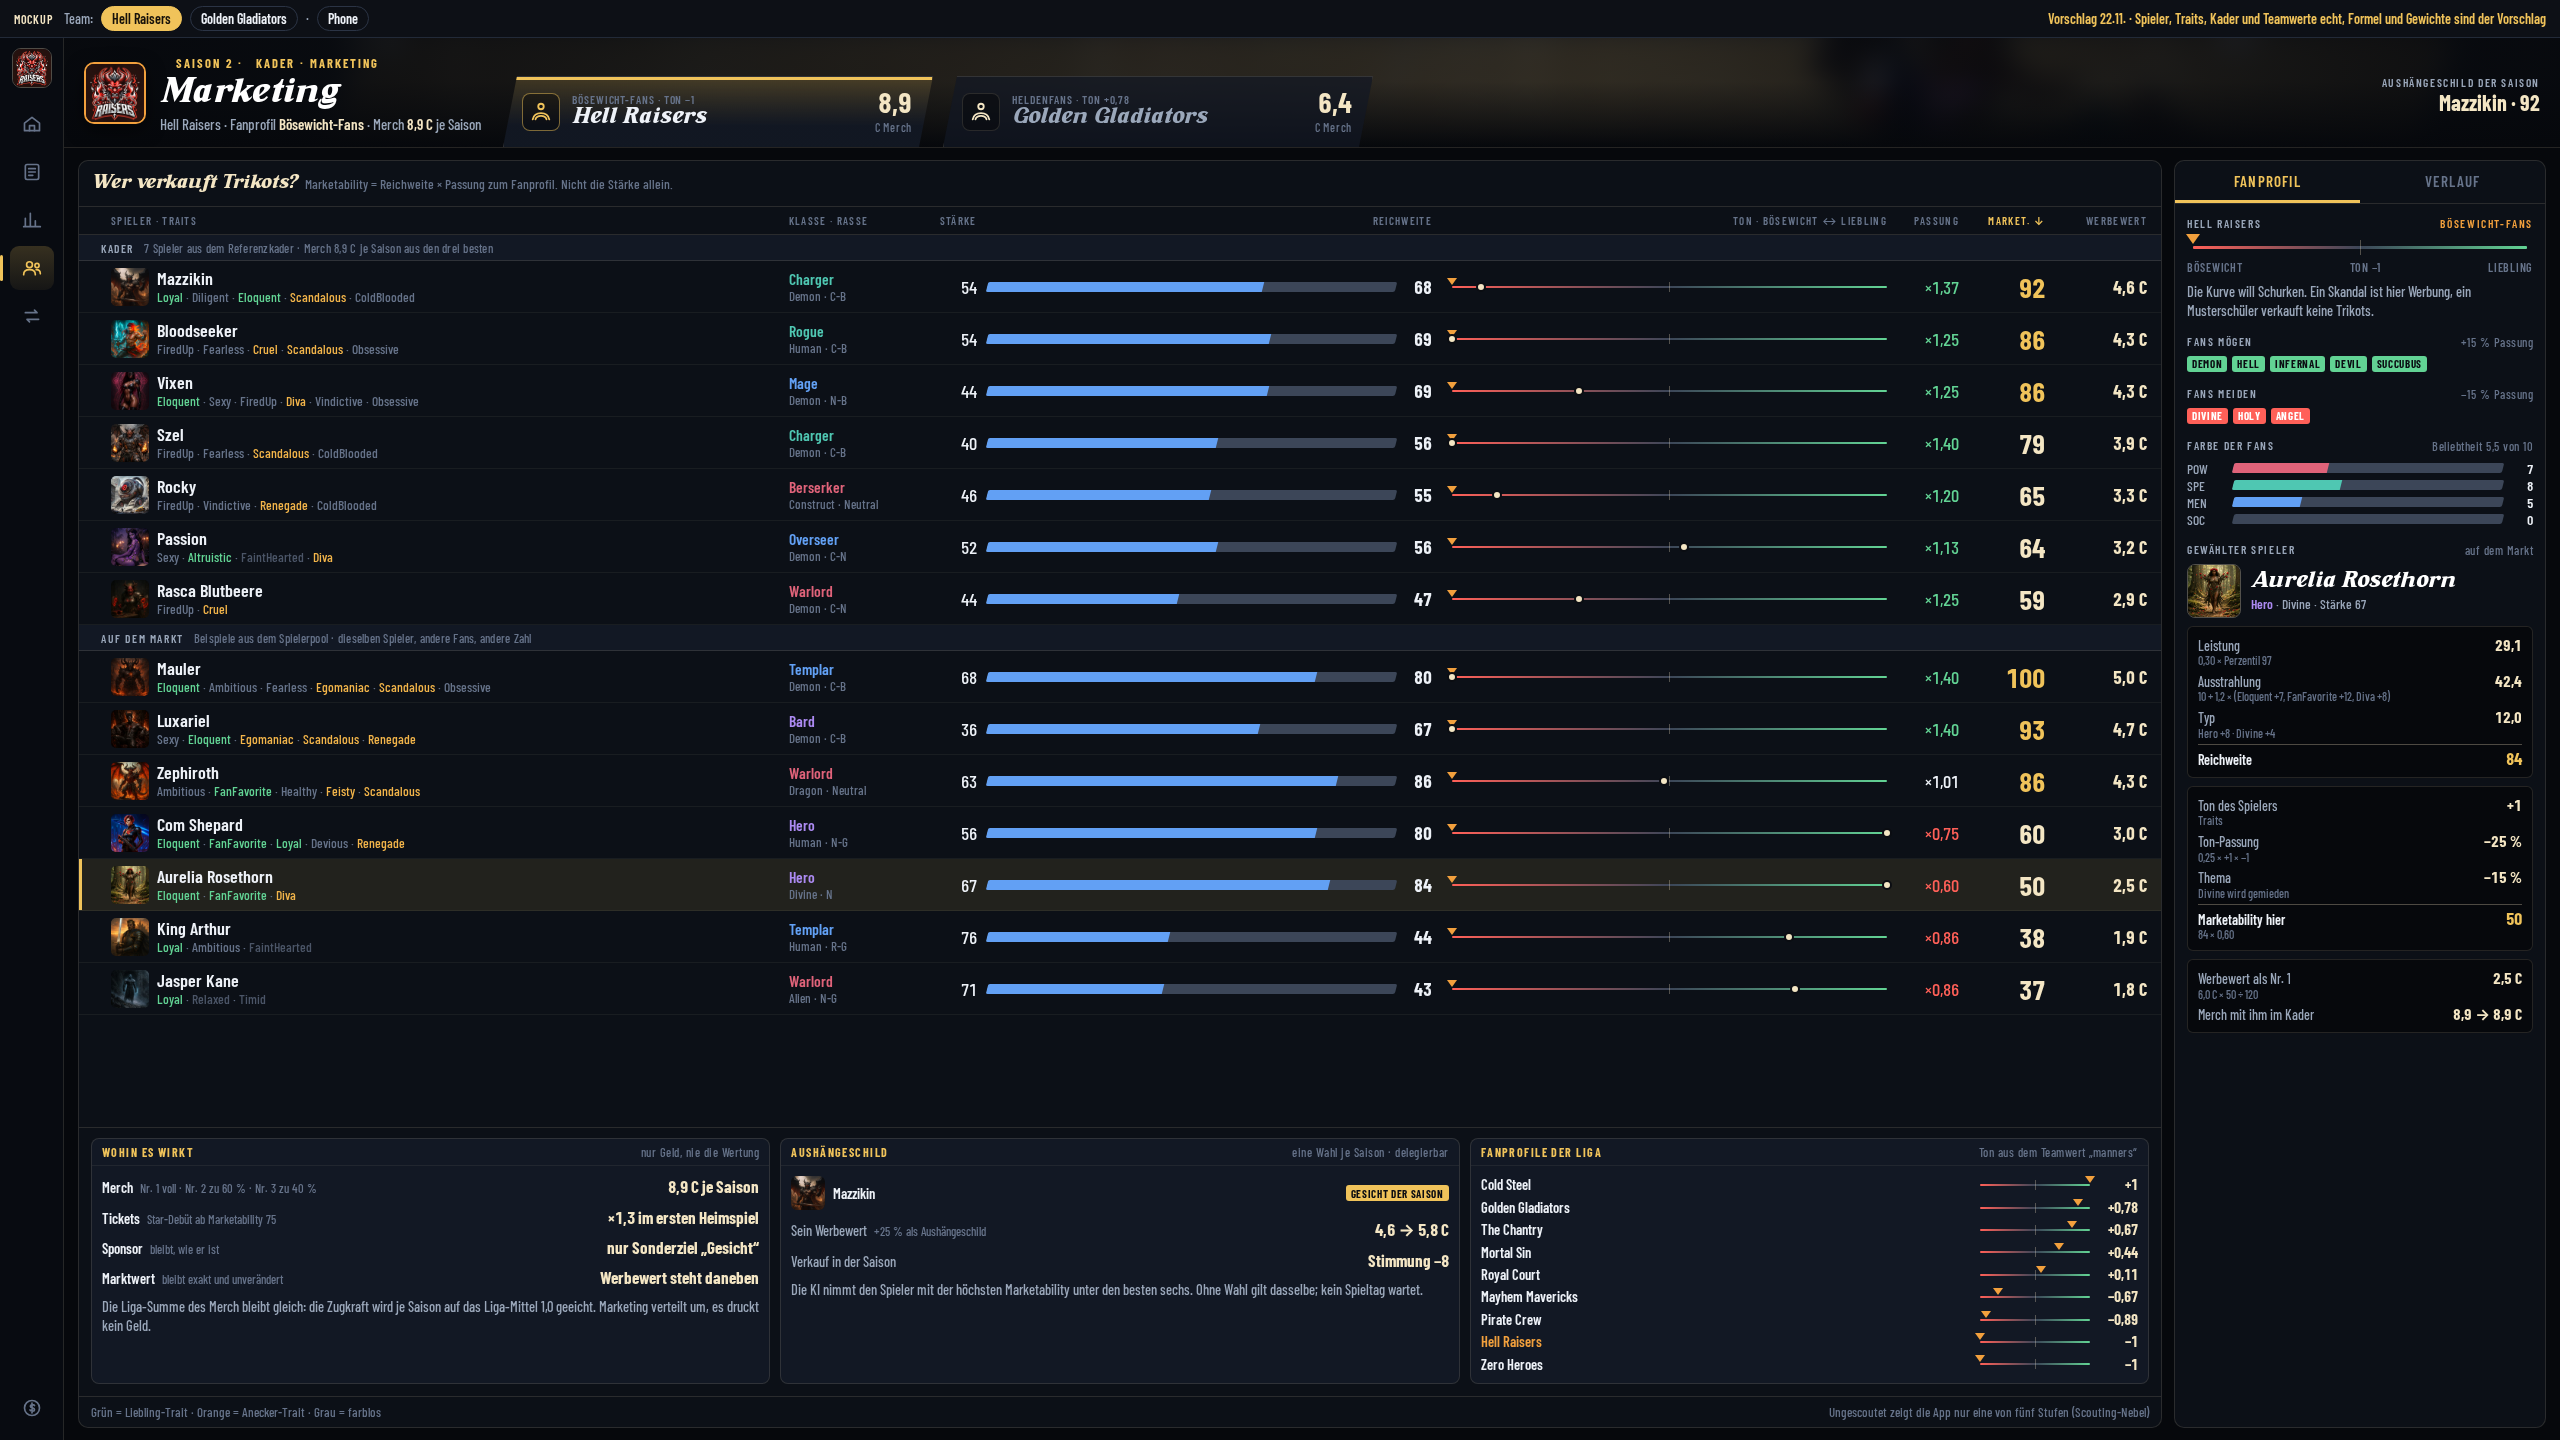 MOCKUP Team: Hell Raisers Golden Gladiators · Phone
Vorschlag 22.11. · Spieler, Traits, Kader und Teamwerte echt, Formel und Gewichte sind der Vorschlag
SAISON 2 · KADER · MARKETING
Marketing
Hell Raisers · Fanprofil Bösewicht-Fans · Merch 8,9 C je Saison
BÖSEWICHT-FANS · TON −1
Hell Raisers
8,9
C Merch
HELDENFANS · TON +0,78
Golden Gladiators
6,4
C Merch
AUSHÄNGESCHILD DER SAISON
Mazzikin · 92
Wer verkauft Trikots? Marketability = Reichweite × Passung zum Fanprofil. Nicht die Stärke allein.
SPIELER · TRAITS KLASSE · RASSE STÄRKE REICHWEITE TON · BÖSEWICHT ↔ LIEBLING PASSUNG MARKET. ↓ WERBEWERT
KADER 7 Spieler aus dem Referenzkader · Merch 8,9 C je Saison aus den drei besten
Mazzikin Charger 54 68 ×1,37 92 4,6 C
Loyal · Diligent · Eloquent · Scandalous · ColdBlooded Demon · C-B
Bloodseeker Rogue 54 69 ×1,25 86 4,3 C
FiredUp · Fearless · Cruel · Scandalous · Obsessive Human · C-B
Vixen Mage 44 69 ×1,25 86 4,3 C
Eloquent · Sexy · FiredUp · Diva · Vindictive · Obsessive Demon · N-B
Szel Charger 40 56 ×1,40 79 3,9 C
FiredUp · Fearless · Scandalous · ColdBlooded Demon · C-B
Rocky Berserker 46 55 ×1,20 65 3,3 C
FiredUp · Vindictive · Renegade · ColdBlooded Construct · Neutral
Passion Overseer 52 56 ×1,13 64 3,2 C
Sexy · Altruistic · FaintHearted · Diva Demon · C-N
Rasca Blutbeere Warlord 44 47 ×1,25 59 2,9 C
FiredUp · Cruel Demon · C-N
AUF DEM MARKT Beispiele aus dem Spielerpool · dieselben Spieler, andere Fans, andere Zahl
Mauler Templar 68 80 ×1,40 100 5,0 C
Eloquent · Ambitious · Fearless · Egomaniac · Scandalous · Obsessive Demon · C-B
Luxariel Bard 36 67 ×1,40 93 4,7 C
Sexy · Eloquent · Egomaniac · Scandalous · Renegade Demon · C-B
Zephiroth Warlord 63 86 ×1,01 86 4,3 C
Ambitious · FanFavorite · Healthy · Feisty · Scandalous Dragon · Neutral
Com Shepard Hero 56 80 ×0,75 60 3,0 C
Eloquent · FanFavorite · Loyal · Devious · Renegade Human · N-G
Aurelia Rosethorn Hero 67 84 ×0,60 50 2,5 C
Eloquent · FanFavorite · Diva Divine · N
King Arthur Templar 76 44 ×0,86 38 1,9 C
Loyal · Ambitious · FaintHearted Human · R-G
Jasper Kane Warlord 71 43 ×0,86 37 1,8 C
Loyal · Relaxed · Timid Alien · N-G
WOHIN ES WIRKT nur Geld, nie die Wertung
Merch Nr. 1 voll · Nr. 2 zu 60 % · Nr. 3 zu 40 % 8,9 C je Saison
Tickets Star-Debüt ab Marketability 75 ×1,3 im ersten Heimspiel
Sponsor bleibt, wie er ist nur Sonderziel „Gesicht“
Marktwert bleibt exakt und unverändert Werbewert steht daneben
Die Liga-Summe des Merch bleibt gleich: die Zugkraft wird je Saison auf das Liga-Mittel 1,0 geeicht. Marketing verteilt um, es druckt
kein Geld.
AUSHÄNGESCHILD eine Wahl je Saison · delegierbar
Mazzikin GESICHT DER SAISON
Sein Werbewert +25 % als Aushängeschild 4,6 → 5,8 C
Verkauf in der Saison Stimmung −8
Die KI nimmt den Spieler mit der höchsten Marketability unter den besten sechs. Ohne Wahl gilt dasselbe; kein Spieltag wartet.
FANPROFILE DER LIGA Ton aus dem Teamwert „manners“
Cold Steel +1
Golden Gladiators +0,78
The Chantry +0,67
Mortal Sin +0,44
Royal Court +0,11
Mayhem Mavericks −0,67
Pirate Crew −0,89
Hell Raisers −1
Zero Heroes −1
Grün = Liebling-Trait · Orange = Anecker-Trait · Grau = farblos
Ungescoutet zeigt die App nur eine von fünf Stufen (Scouting-Nebel)
FANPROFIL VERLAUF
HELL RAISERS BÖSEWICHT-FANS
BÖSEWICHT TON −1 LIEBLING
Die Kurve will Schurken. Ein Skandal ist hier Werbung, ein
Musterschüler verkauft keine Trikots.
FANS MÖGEN +15 % Passung
DEMON HELL INFERNAL DEVIL SUCCUBUS
FANS MEIDEN −15 % Passung
DIVINE HOLY ANGEL
FARBE DER FANS Beliebtheit 5,5 von 10
POW 7
SPE 8
MEN 5
SOC 0
GEWÄHLTER SPIELER auf dem Markt
Aurelia Rosethorn
Hero · Divine · Stärke 67
Leistung 29,1
0,30 × Perzentil 97
Ausstrahlung 42,4
10 + 1,2 × (Eloquent +7, FanFavorite +12, Diva +8)
Typ 12,0
Hero +8 · Divine +4
Reichweite 84
Ton des Spielers +1
Traits
Ton-Passung −25 %
0,25 × +1 × −1
Thema −15 %
Divine wird gemieden
Marketability hier 50
84 × 0,60
Werbewert als Nr. 1 2,5 C
6,0 C × 50 ÷ 120
Merch mit ihm im Kader 8,9 → 8,9 C